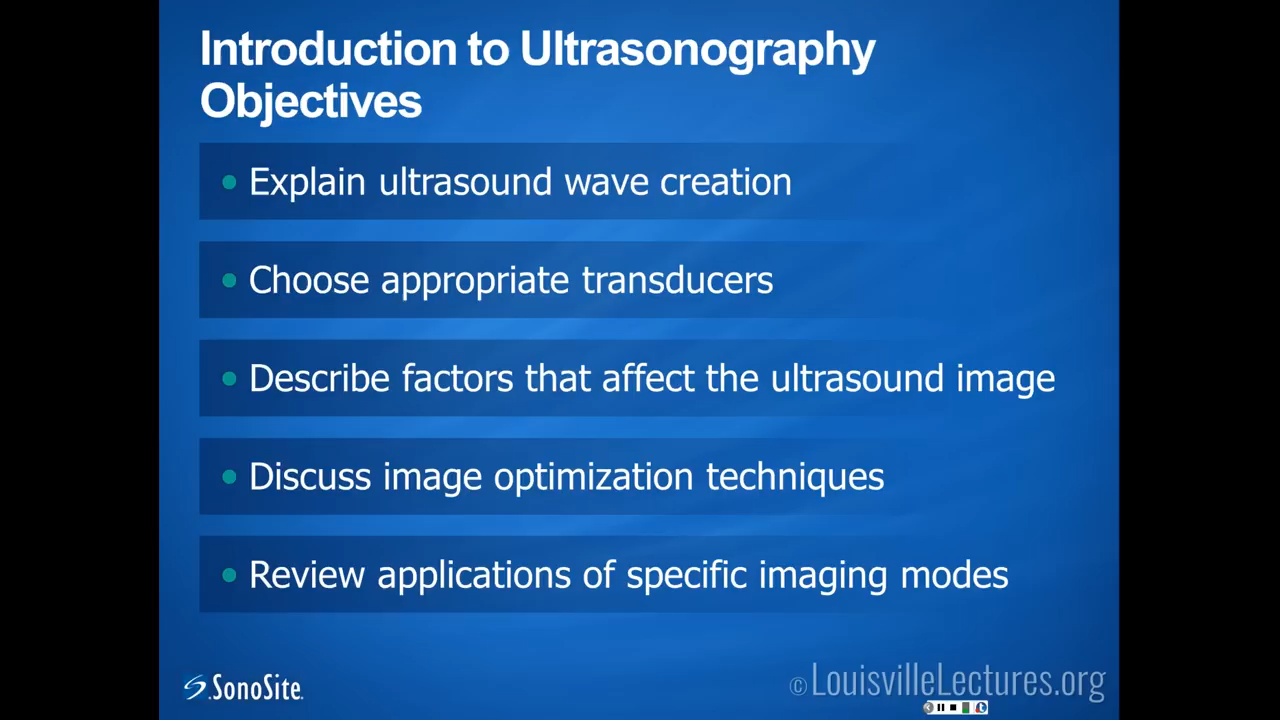 Introduction to Ultrasonography
Objectives
• Explain ultrasound wave creation
• Choose appropriate transducers
• Describe factors that affect the ultrasound image
• Discuss image optimization techniques
• Review applications of specific imaging modes
SonoSite.
© LouisvilleLectures.org